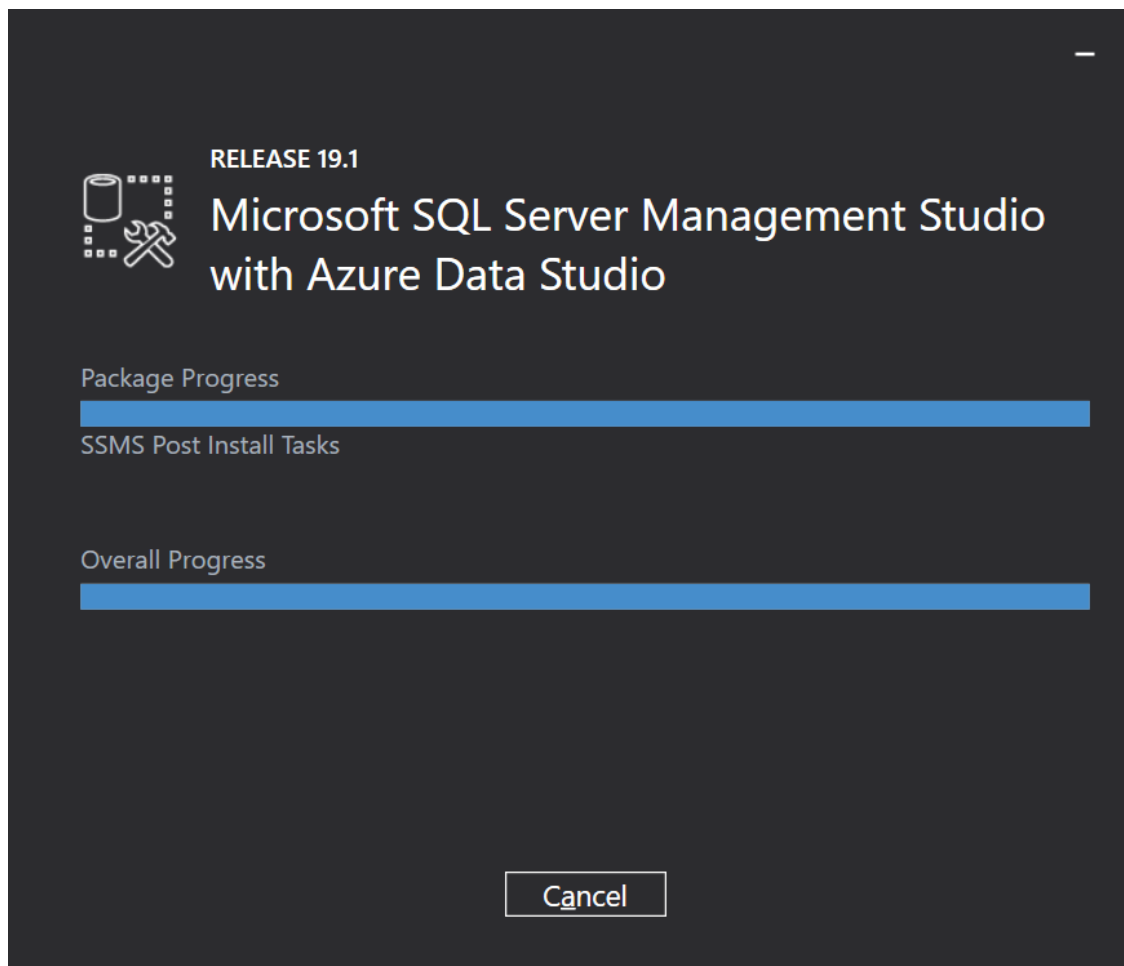 RELEASE 19.1
Microsoft SQL Server Management Studio
with Azure Data Studio
Package Progress
SSMS Post Install Tasks
Overall Progress
Cancel